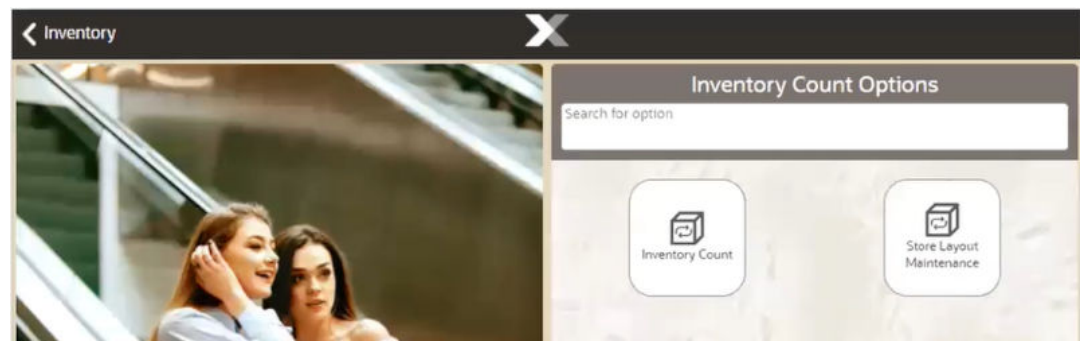 Inventory
Inventory Count Options
Search for option
Inventory Count
Store Layout
Maintenance